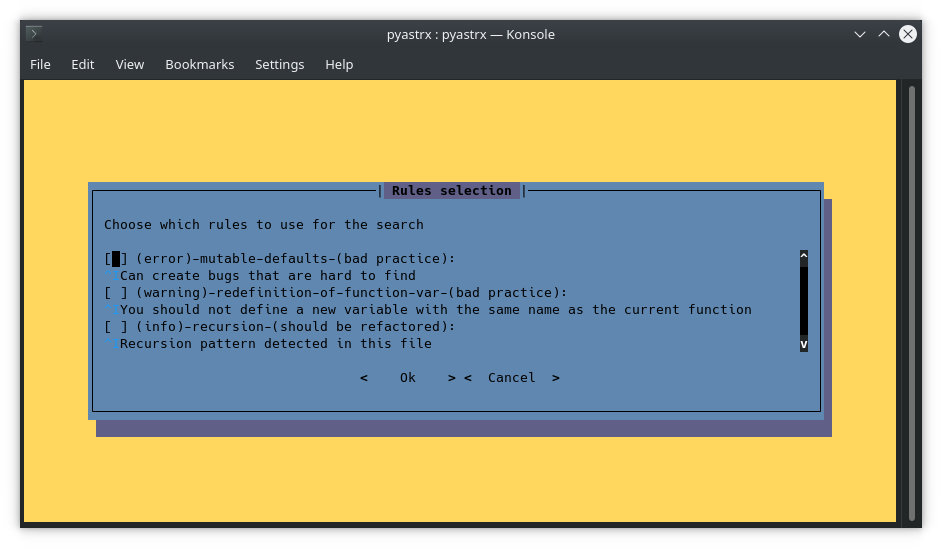 pyastrx : pyastrx — Konsole
File Edit View Bookmarks Settings Help
| Rules selection |
Choose which rules to use for the search
[ ] (error)-mutable-defaults-(bad practice):
Can create bugs that are hard to find
[ ] (warning)-redefinition-of-function-var-(bad practice):
You should not define a new variable with the same name as the current function
[ ] (info)-recursion-(should be refactored):
Recursion pattern detected in this file
^
v
< Ok > < Cancel >